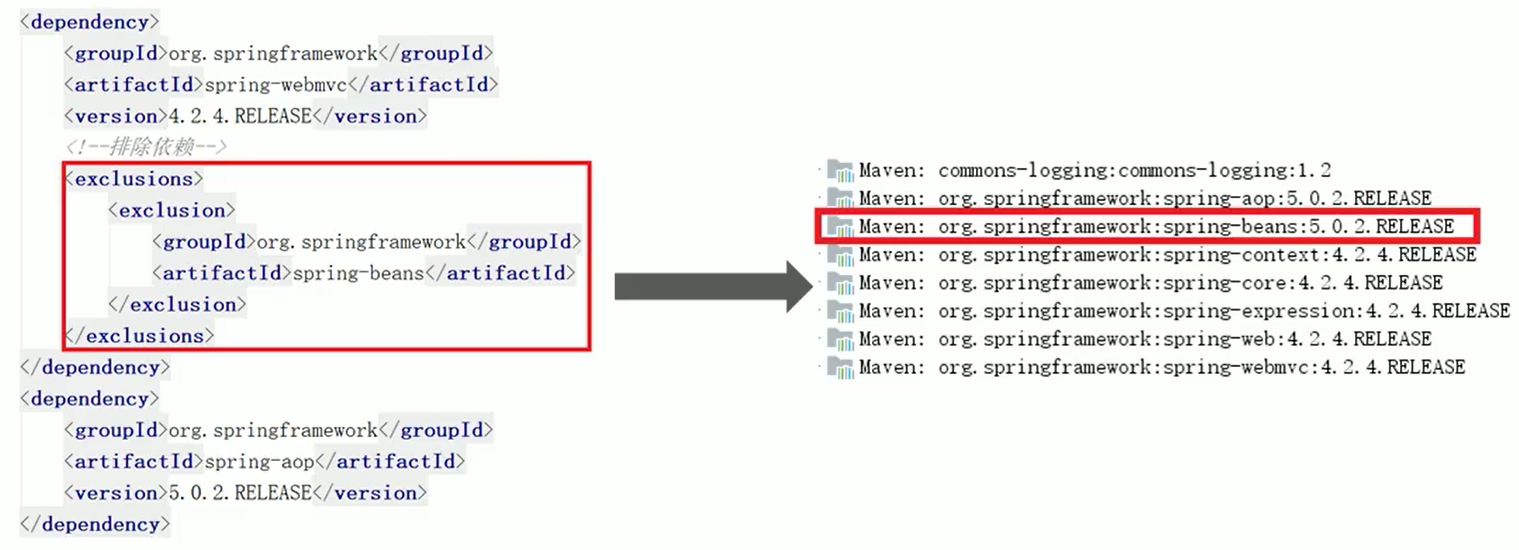 <dependency>
<groupId>org.springframework</groupId>
<artifactId>spring-webmvc</artifactId>
<version>4.2.4.RELEASE</version>
<!--排除依赖-->
<exclusions>
<exclusion>
<groupId>org.springframework</groupId>
<artifactId>spring-beans</artifactId>
</exclusion>
</exclusions>
</dependency>
<dependency>
<groupId>org.springframework</groupId>
<artifactId>spring-aop</artifactId>
<version>5.0.2.RELEASE</version>
</dependency>
Maven: commons-logging:commons-logging:1.2
Maven: org.springframework:spring-aop:5.0.2.RELEASE
Maven: org.springframework:spring-beans:5.0.2.RELEASE
Maven: org.springframework:spring-context:4.2.4.RELEASE
Maven: org.springframework:spring-core:4.2.4.RELEASE
Maven: org.springframework:spring-expression:4.2.4.RELEASE
Maven: org.springframework:spring-web:4.2.4.RELEASE
Maven: org.springframework:spring-webmvc:4.2.4.RELEASE